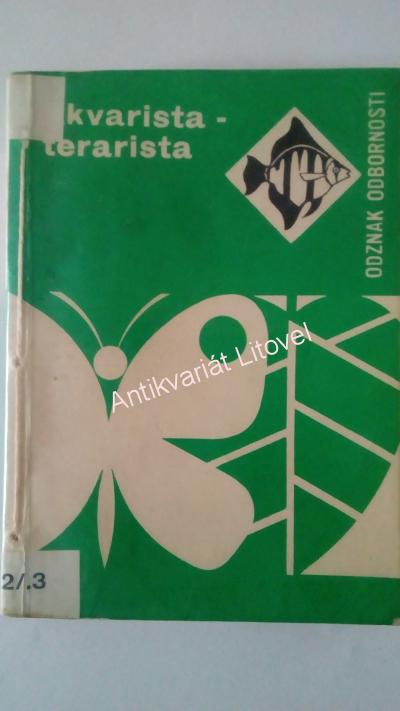 kvarista -
terarista
ODZNAK ODBORNOSTI
Antikvariát Litovel
2/.3